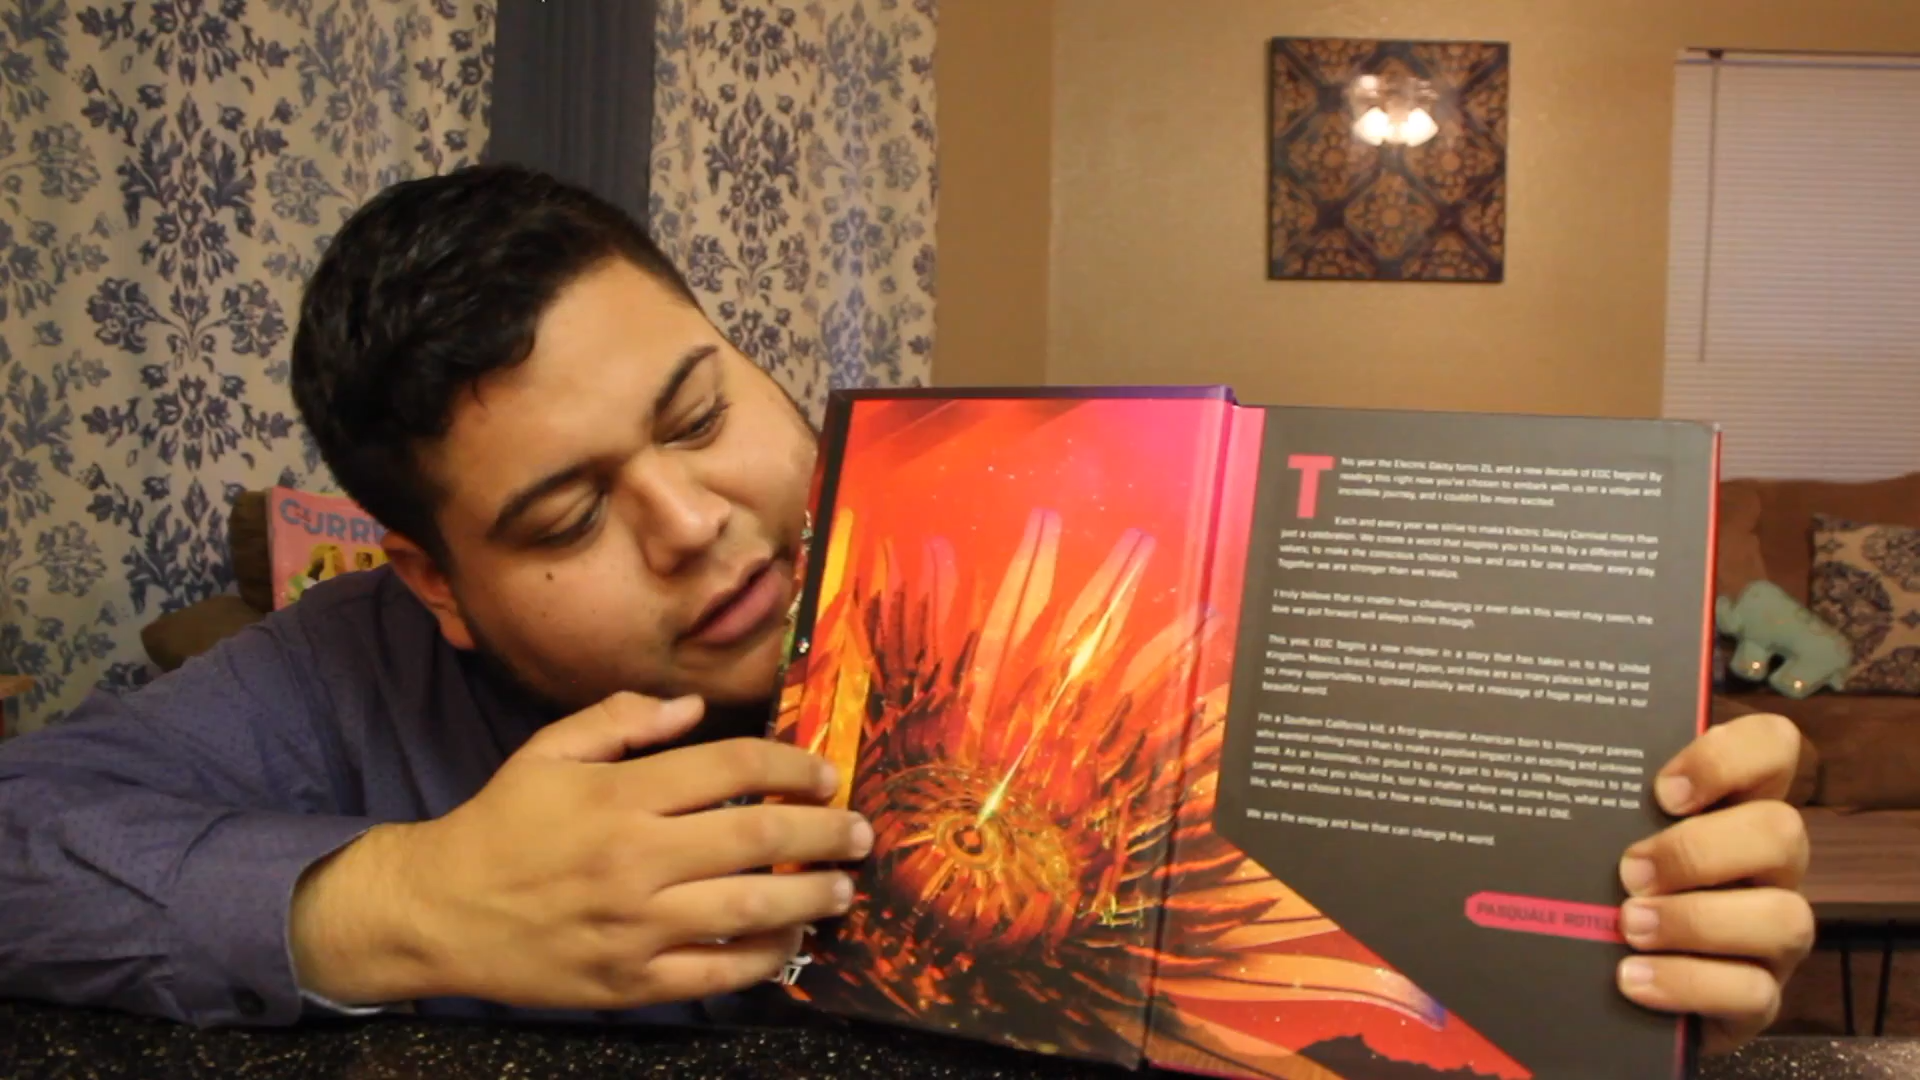 CURR
This year the Electric Daisy turns 21, and a new decade of EDC begins! By
reading this right now you've chosen to embark with us on a unique and
incredible journey, and I couldn't be more excited.
Each and every year we strive to make Electric Daisy Carnival more than
just a celebration. We create a world that inspires you to live life by a different set of
values; to make the conscious choice to love and care for one another every day.
Together we are stronger than we realize.
I truly believe that no matter how challenging or even dark this world may seem, the
love we put forward will always shine through.
This year, EDC begins a new chapter in a story that has taken us to the United
Kingdom, Mexico, Brasil, India and Japan, and there are so many places left to go and
so many opportunities to spread positivity and a message of hope and love in our
beautiful world.
I'm a Southern California kid, a first-generation American born to immigrant parents
who wanted nothing more than to make a positive impact in an exciting and unknown
world. As an Insomniac, I'm proud to do my part to bring a little happiness to that
same world. And you should be, too! No matter where we come from, what we look
like, who we choose to love, or how we choose to live, we are all ONE.
We are the energy and love that can change the world.
PASQUALE ROTEL